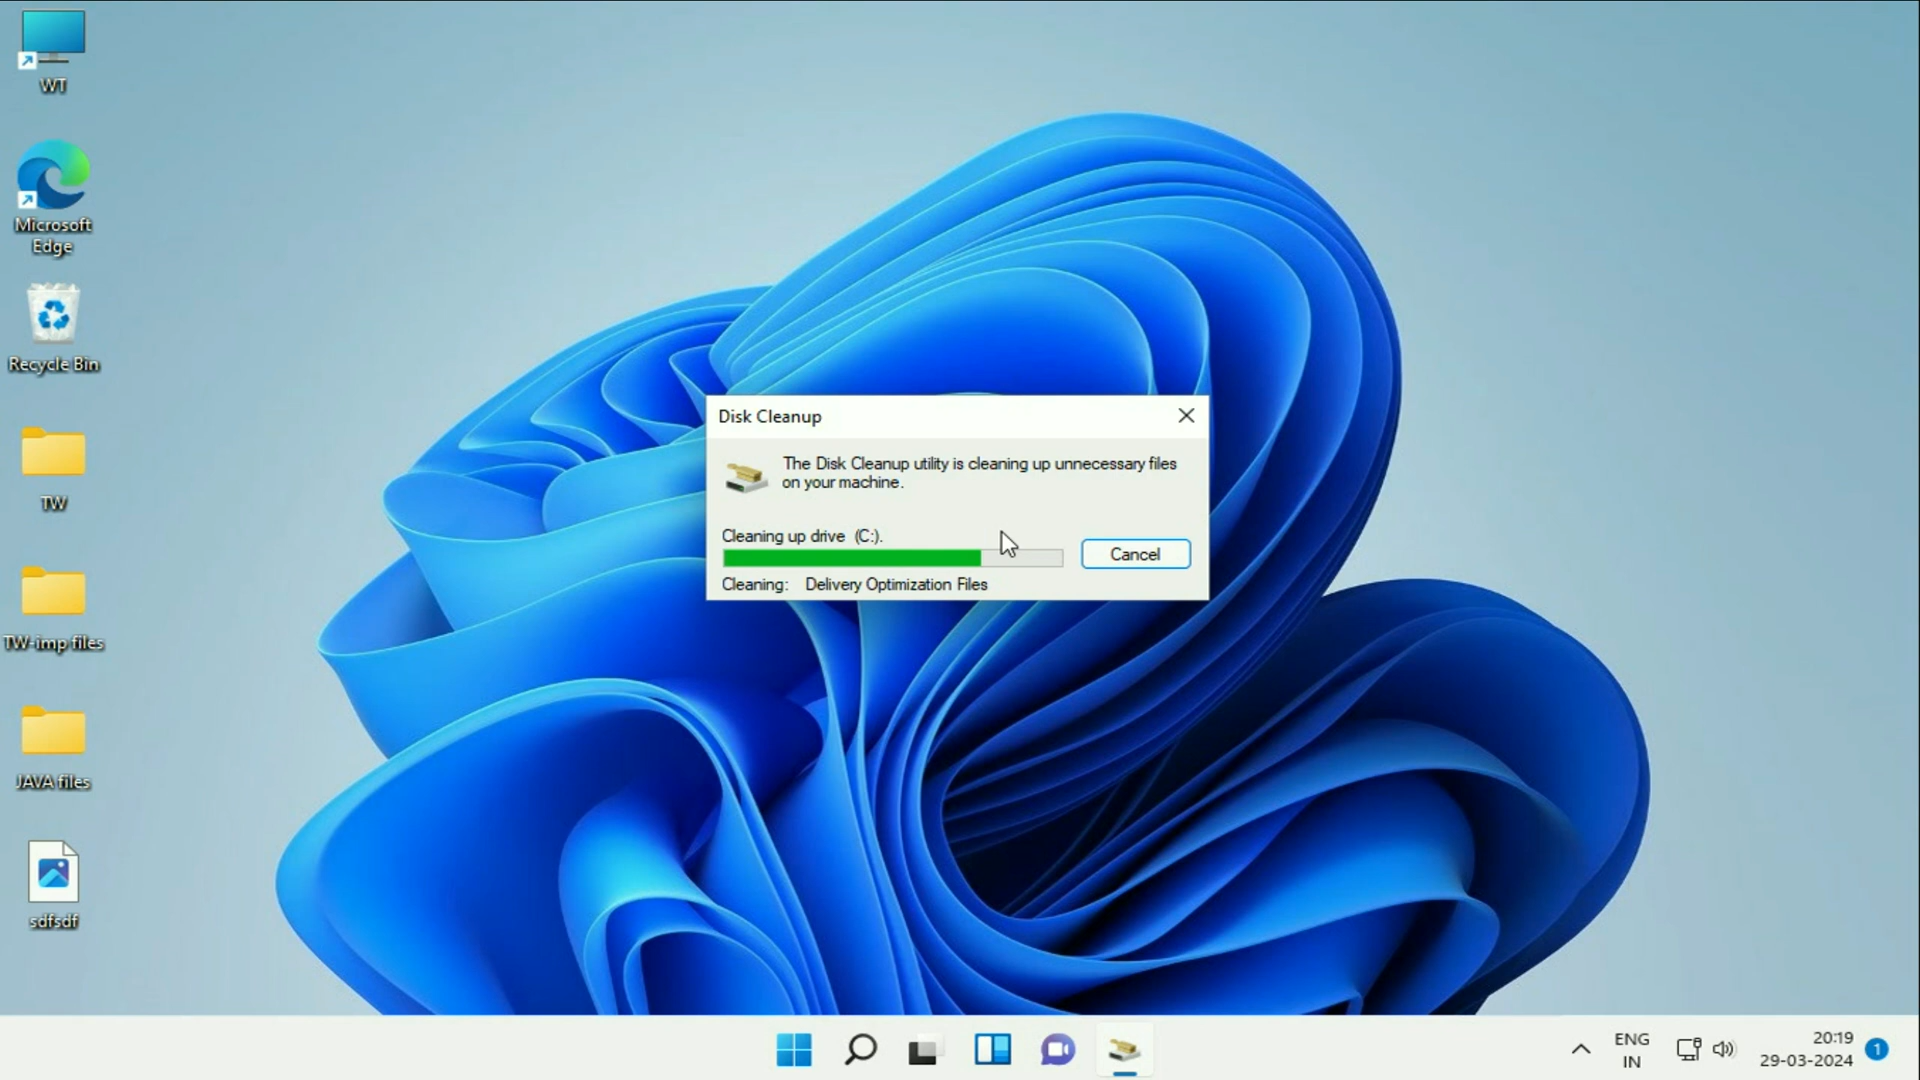 WT
Microsoft
Edge
Recycle Bin
TW
TW-imp files
JAVA files
sdfsdf
Disk Cleanup
The Disk Cleanup utility is cleaning up unnecessary files
on your machine.
Cleaning up drive (C:).
Cancel
Cleaning: Delivery Optimization Files
ENG
IN
20:19
29-03-2024
1